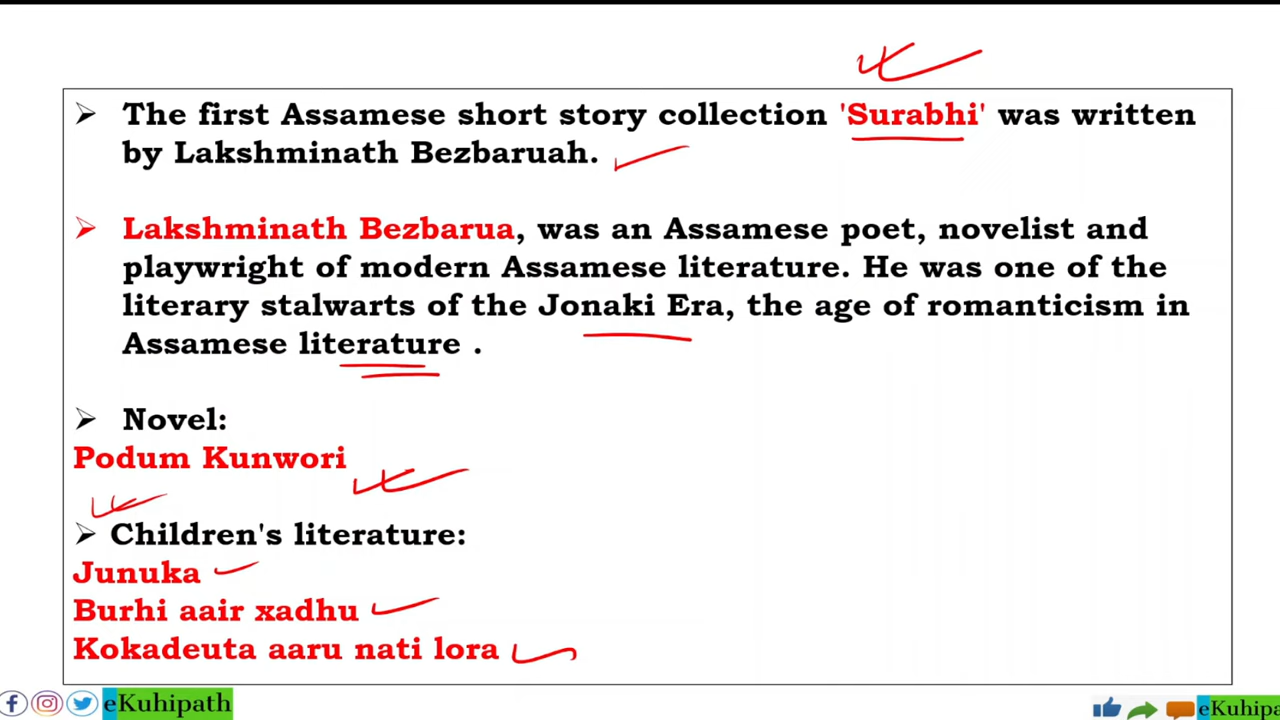 ➢ The first Assamese short story collection 'Surabhi' was written
by Lakshminath Bezbaruah.
➢ Lakshminath Bezbarua, was an Assamese poet, novelist and
playwright of modern Assamese literature. He was one of the
literary stalwarts of the Jonaki Era, the age of romanticism in
Assamese literature .
➢ Novel:
Podum Kunwori
➢ Children's literature:
Junuka
Burhi aair xadhu
Kokadeuta aaru nati lora
eKuhipath
eKuhipa